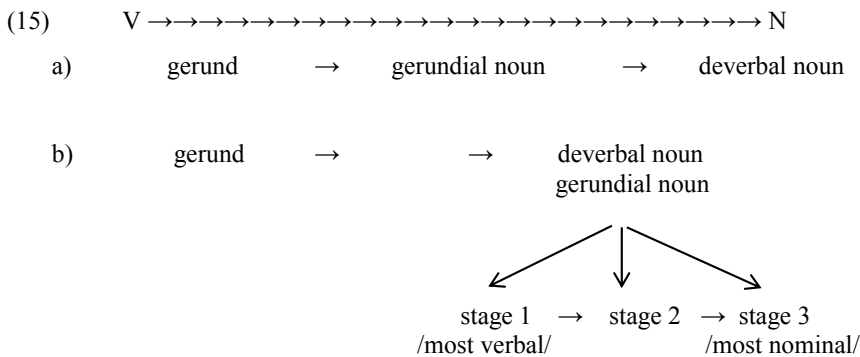 (15) V →→→→→→→→→→→→→→→→→→→→→→ N
a) gerund → gerundial noun → deverbal noun
b) gerund → → deverbal noun
gerundial noun
stage 1 → stage 2 → stage 3
/most verbal/ /most nominal/